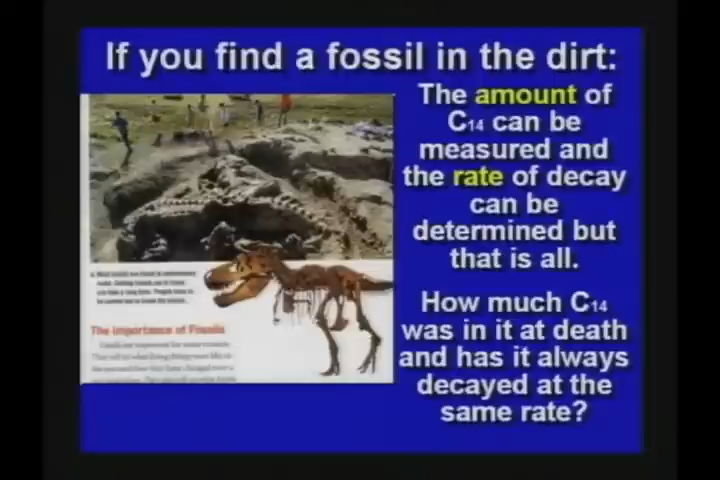 If you find a fossil in the dirt:
The amount of
C14 can be
measured and
the rate of decay
can be
determined but
that is all.
How much C14
was in it at death
and has it always
decayed at the
same rate?
The Importance of Fossils